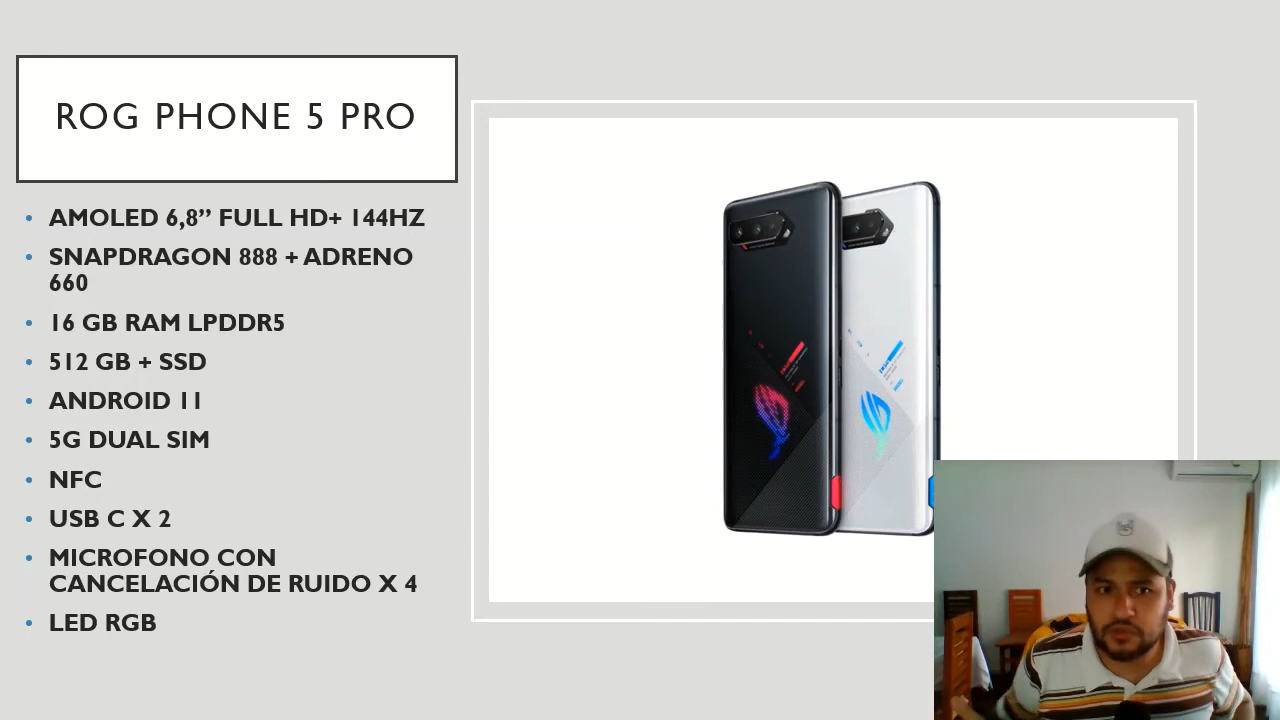 ROG PHONE 5 PRO
• AMOLED 6,8” FULL HD+ 144HZ
• SNAPDRAGON 888 + ADRENO
660
• 16 GB RAM LPDDR5
• 512 GB + SSD
• ANDROID 11
• 5G DUAL SIM
• NFC
• USB C X 2
• MICROFONO CON
CANCELACIÓN DE RUIDO X 4
• LED RGB